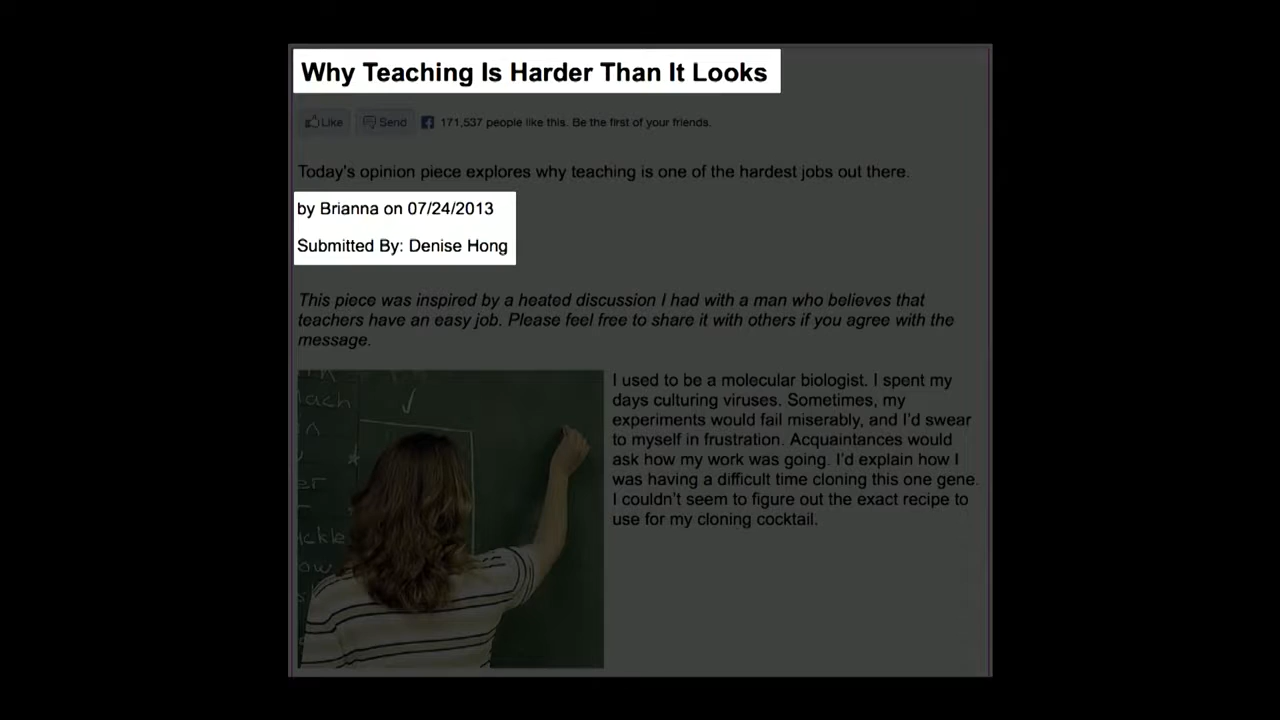 Why Teaching Is Harder Than It Looks
Like Send 171,537 people like this. Be the first of your friends.
Today's opinion piece explores why teaching is one of the hardest jobs out there.
by Brianna on 07/24/2013
Submitted By: Denise Hong
This piece was inspired by a heated discussion I had with a man who believes that
teachers have an easy job. Please feel free to share it with others if you agree with the
message.
I used to be a molecular biologist. I spent my
days culturing viruses. Sometimes, my
experiments would fail miserably, and I'd swear
to myself in frustration. Acquaintances would
ask how my work was going. I'd explain how I
was having a difficult time cloning this one gene.
I couldn't seem to figure out the exact recipe to
use for my cloning cocktail.